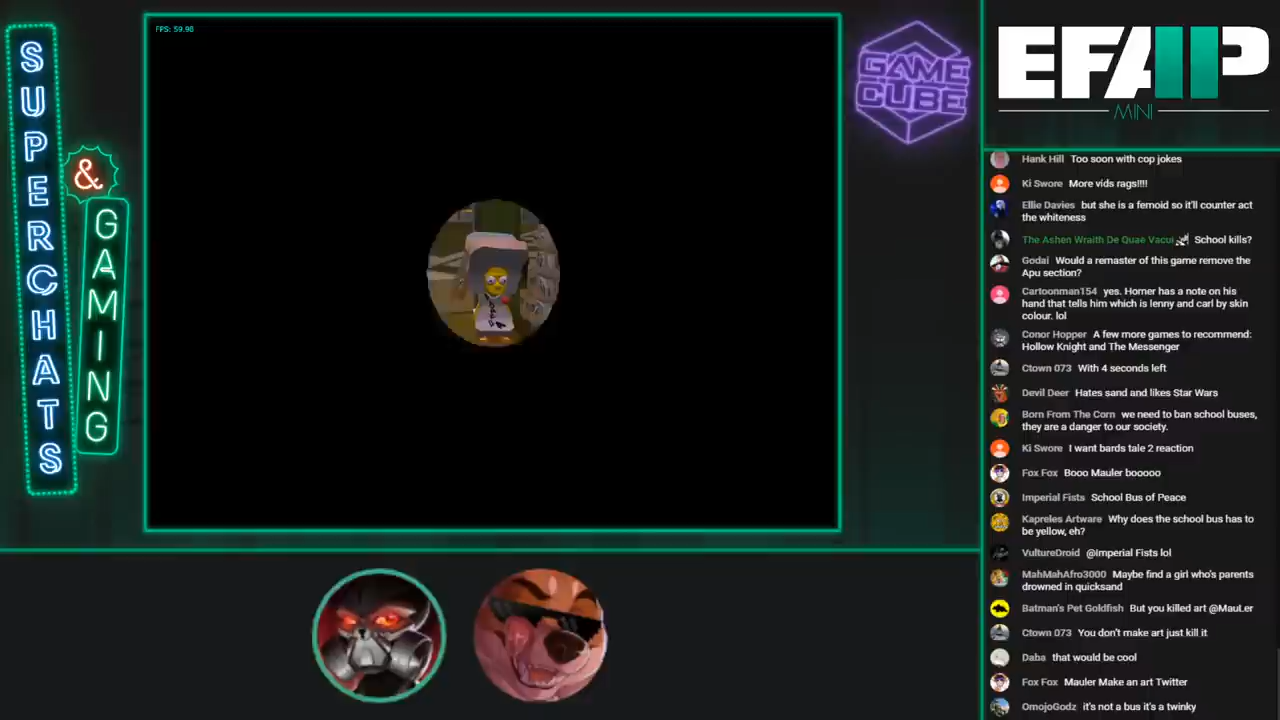 SUPERCHATS
&
GAMING
FPS: 59.98
GAME
CUBE
EFAP
MINI
Hank Hill Too soon with cop jokes
Ki Swore More vids rags!!!!
Ellie Davies but she is a femoid so it'll counter act
the whiteness
The Ashen Wraith De Quae Vacui School kills?
Godai Would a remaster of this game remove the
Apu section?
Cartoonman154 yes. Homer has a note on his
hand that tells him which is lenny and carl by skin
colour. lol
Conor Hopper A few more games to recommend:
Hollow Knight and The Messenger
Ctown 073 With 4 seconds left
Devil Deer Hates sand and likes Star Wars
Born From The Corn we need to ban school buses,
they are a danger to our society.
Ki Swore I want bards tale 2 reaction
Fox Fox Booo Mauler booooo
Imperial Fists School Bus of Peace
Kapreles Artware Why does the school bus has to
be yellow, eh?
VultureDroid @Imperial Fists lol
MahMahAfro3000 Maybe find a girl who's parents
drowned in quicksand
Batman's Pet Goldfish But you killed art @MauLer
Ctown 073 You don't make art just kill it
Daba that would be cool
Fox Fox Mauler Make an art Twitter
OmojoGodz it's not a bus it's a twinky